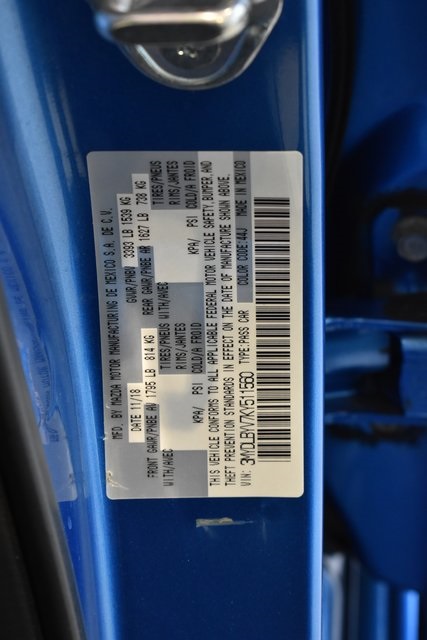 MFD. BY MAZDA MOTOR MANUFACTURING DE MEXICO S.A. DE C.V.
DATE 11/18 GVWR/PNBV 3393 LB 1539 KG
FRONT GAWR/PNBE AV 1795 LB 814 KG REAR GAWR/PNBE AR 1627 LB 738 KG
WITH/AVEC TIRES/PNEUS WITH/AVEC TIRES/PNEUS
RIMS/JANTES RIMS/JANTES
KPA/ PSI COLD/A FROID KPA/ PSI COLD/A FROID
THIS VEHICLE CONFORMS TO ALL APPLICABLE FEDERAL MOTOR VEHICLE SAFETY,BUMPER,AND
THEFT PREVENTION STANDARDS IN EFFECT ON THE DATE OF MANUFACTURE SHOWN ABOVE.
VIN: 3MYDLBYV7KY511560 TYPE:PASS CAR COLOR CODE:44J MADE IN MEXICO